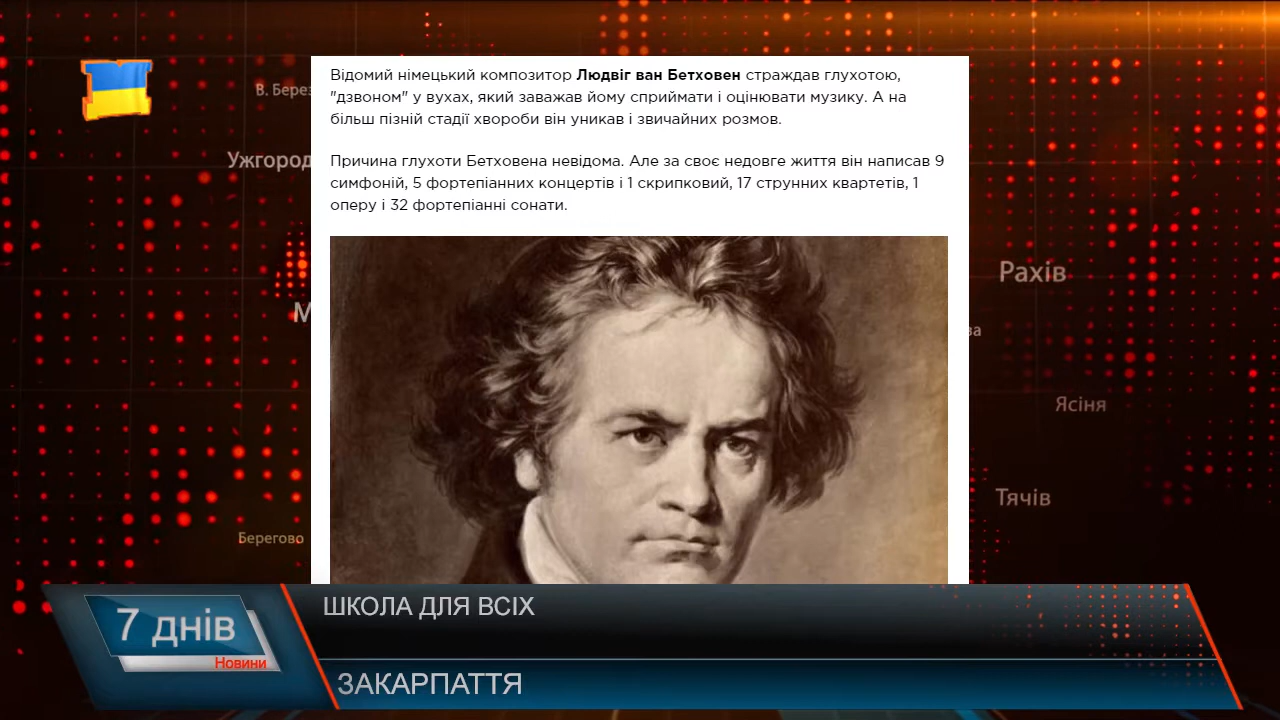 Відомий німецький композитор Людвіг ван Бетховен страждав глухотою,
"дзвоном" у вухах, який заважав йому сприймати і оцінювати музику. А на
більш пізній стадії хвороби він уникав і звичайних розмов.
Причина глухоти Бетховена невідома. Але за своє недовге життя він написав 9
симфоній, 5 фортепіанних концертів і 1 скрипковий, 17 струнних квартетів, 1
оперу і 32 фортепіанні сонати.
Ужгород
Рахів
Ясіня
Тячів
Берегово
7 днів
Новини
ШКОЛА ДЛЯ ВСІХ
ЗАКАРПАТТЯ